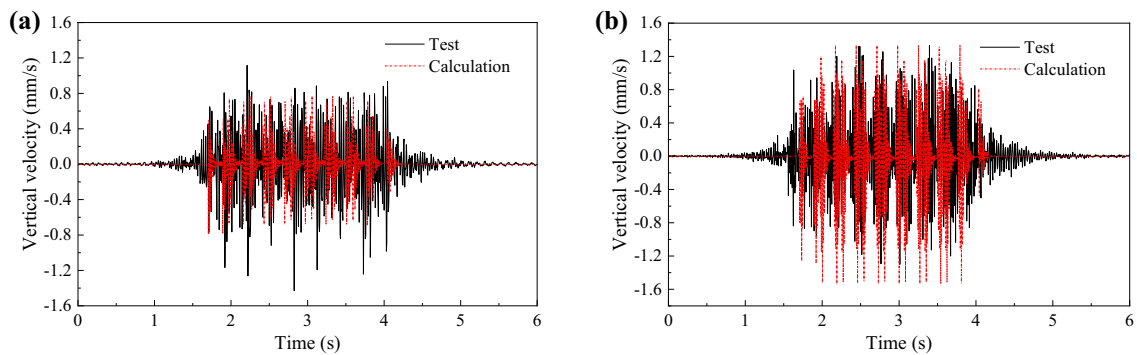 (a)
1.6
1.2
0.8
0.4
0.0
-0.4
-0.8
-1.2
-1.6
Vertical velocity (mm/s)
Test
Calculation
0 1 2 3 4 5 6
Time (s)
(b)
1.6
1.2
0.8
0.4
0.0
-0.4
-0.8
-1.2
-1.6
Vertical velocity (mm/s)
Test
Calculation
0 1 2 3 4 5 6
Time (s)